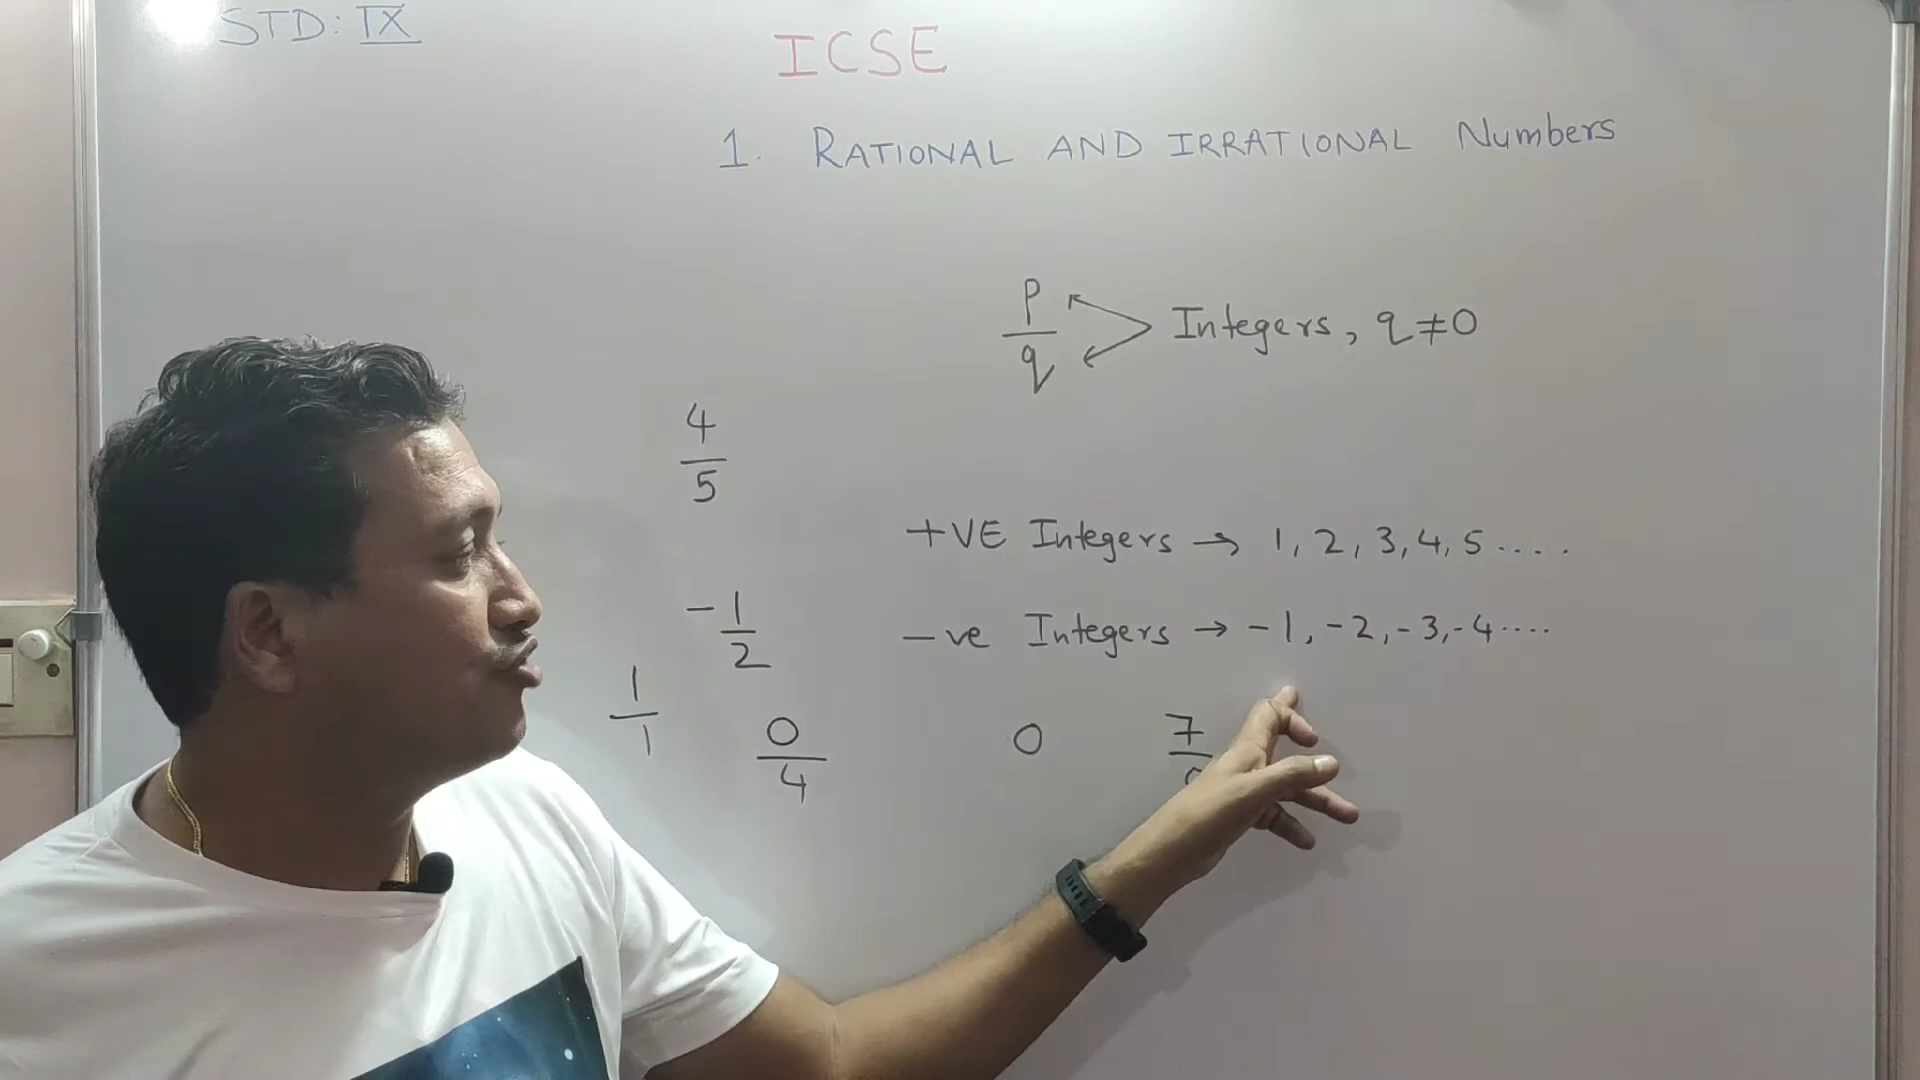 STD: IX
ICSE
1. RATIONAL AND IRRATIONAL Numbers
p/q Integers, q≠0
4/5
+VE Integers → 1, 2, 3, 4, 5 .....
-ve Integers → -1, -2, -3, -4 ....
-1/2
1/1
0/4
0
7